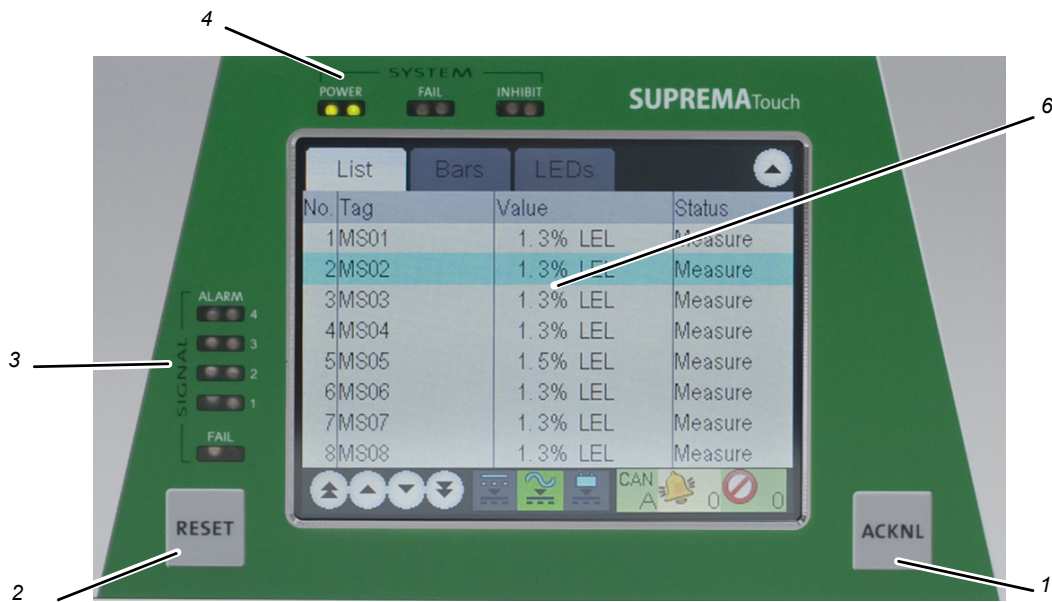 4
SYSTEM
POWER FAIL INHIBIT
SUPREMATouch
6
List Bars LEDs
No. Tag Value Status
1 MS01 1.3% LEL Measure
2 MS02 1.3% LEL Measure
3 MS03 1.3% LEL Measure
4 MS04 1.3% LEL Measure
5 MS05 1.5% LEL Measure
6 MS06 1.3% LEL Measure
7 MS07 1.3% LEL Measure
8 MS08 1.3% LEL Measure
CAN
A 0 0
ALARM
4
3
2
1
SIGNAL
FAIL
3
RESET
2
ACKNL
1